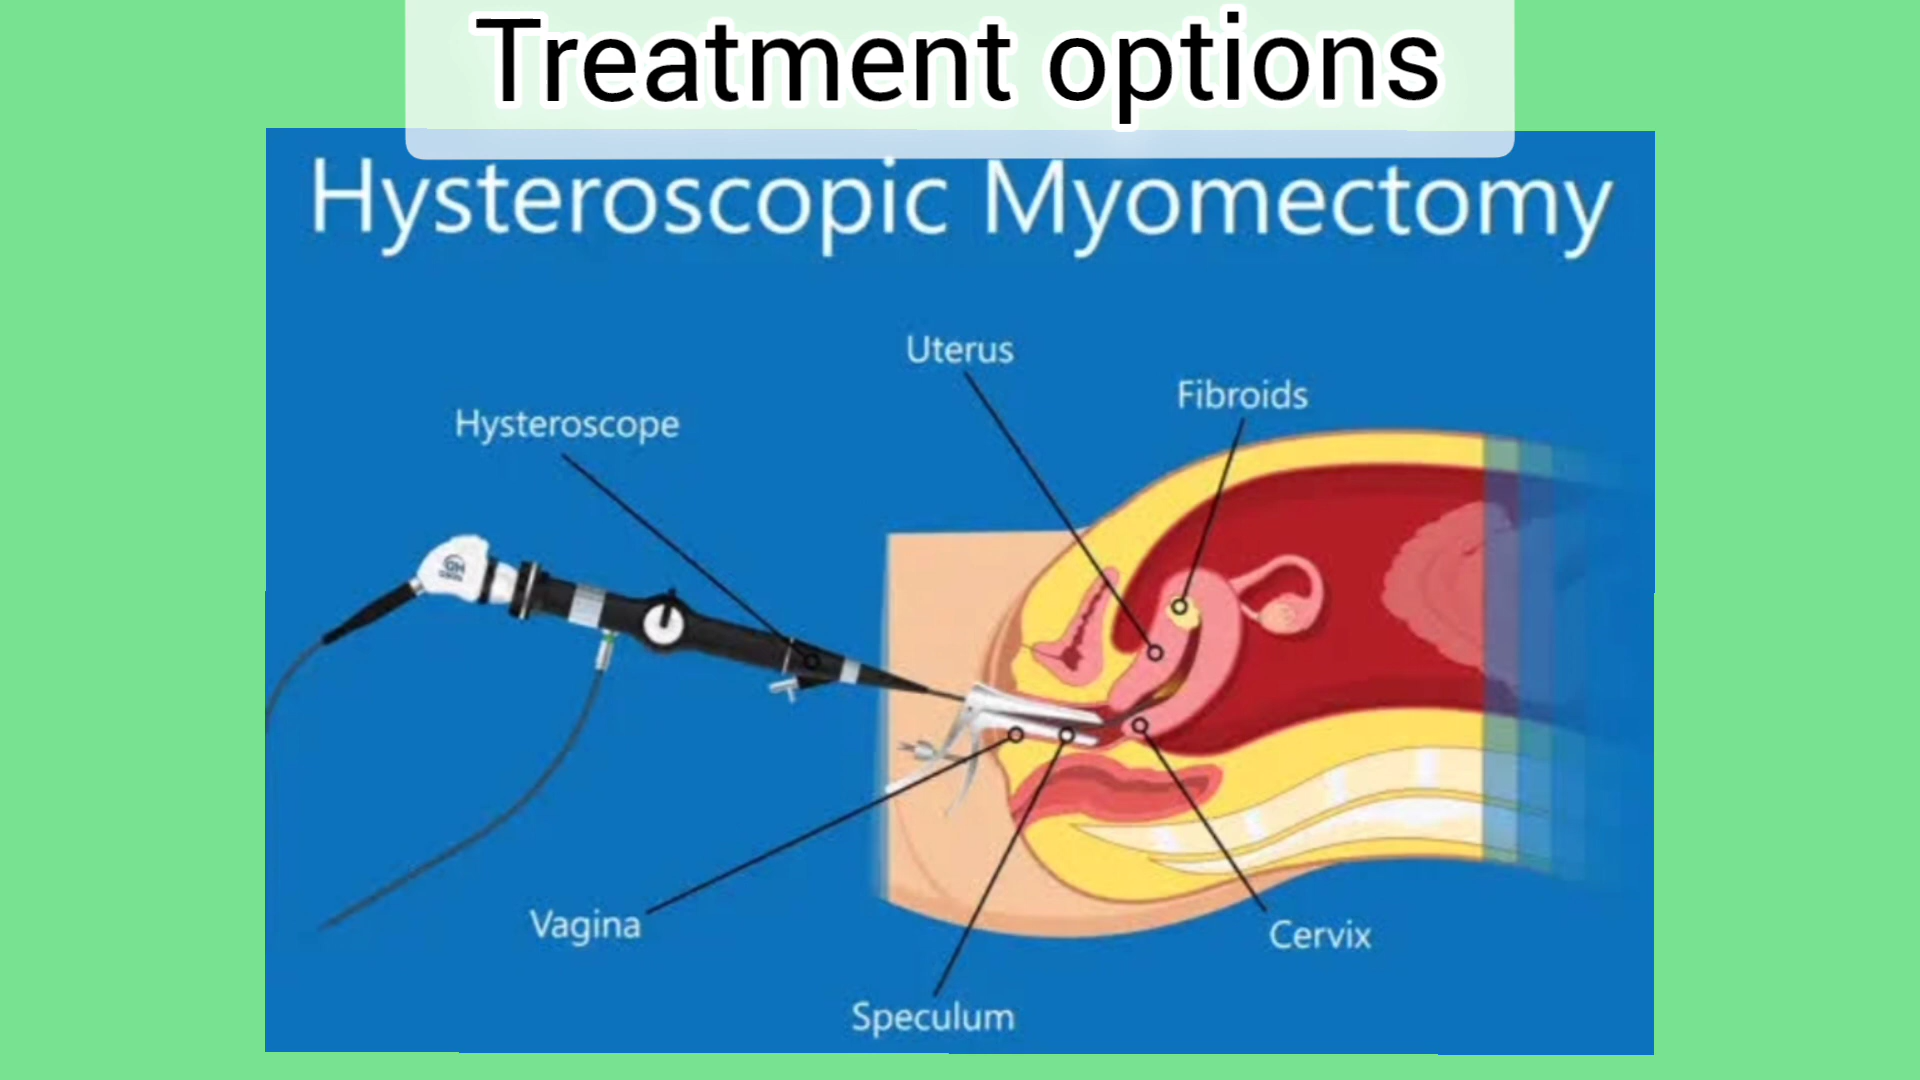 Treatment options
Hysteroscopic Myomectomy
Uterus
Fibroids
Hysteroscope
Vagina
Cervix
Speculum